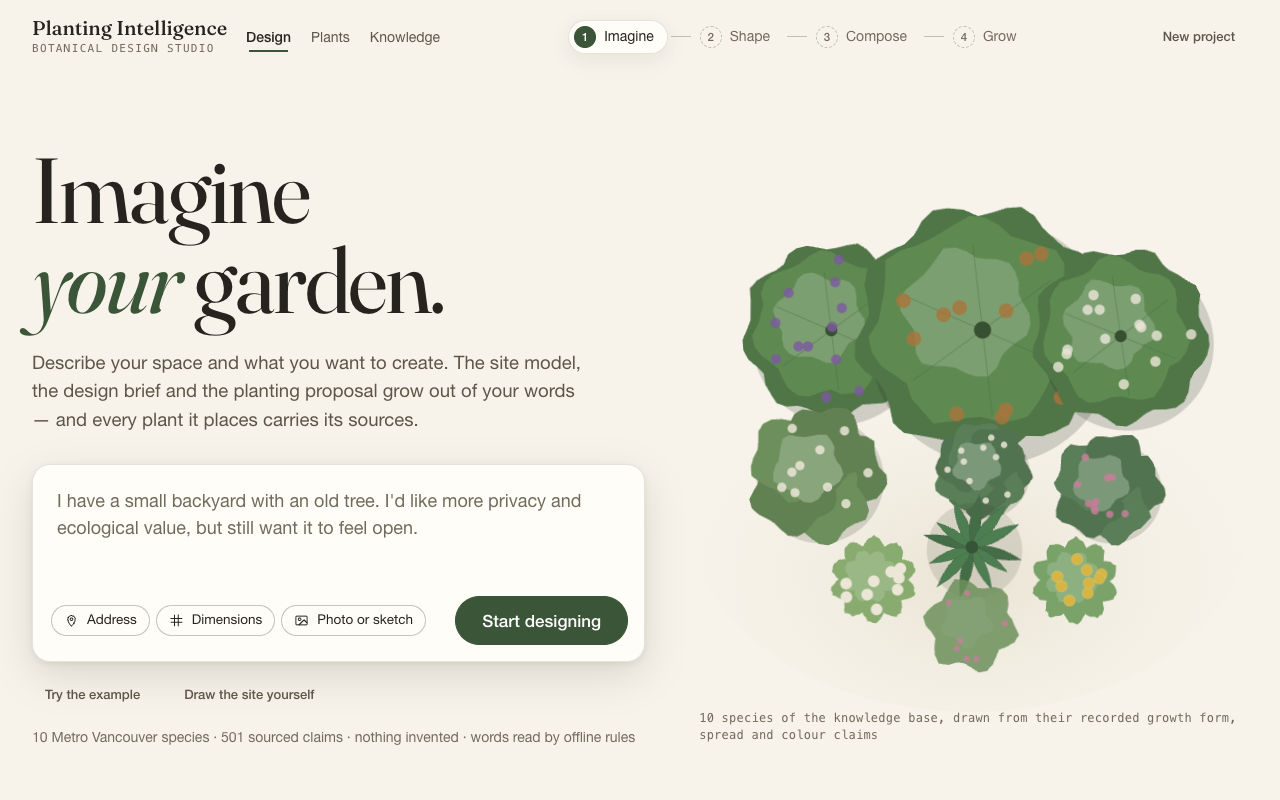 Planting Intelligence
BOTANICAL DESIGN STUDIO
Design
Plants
Knowledge
1 Imagine
2 Shape
3 Compose
4 Grow
New project
Imagine
your garden.
Describe your space and what you want to create. The site model,
the design brief and the planting proposal grow out of your words
— and every plant it places carries its sources.
I have a small backyard with an old tree. I'd like more privacy and
ecological value, but still want it to feel open.
Address
Dimensions
Photo or sketch
Start designing
Try the example
Draw the site yourself
10 Metro Vancouver species · 501 sourced claims · nothing invented · words read by offline rules
10 species of the knowledge base, drawn from their recorded growth form,
spread and colour claims